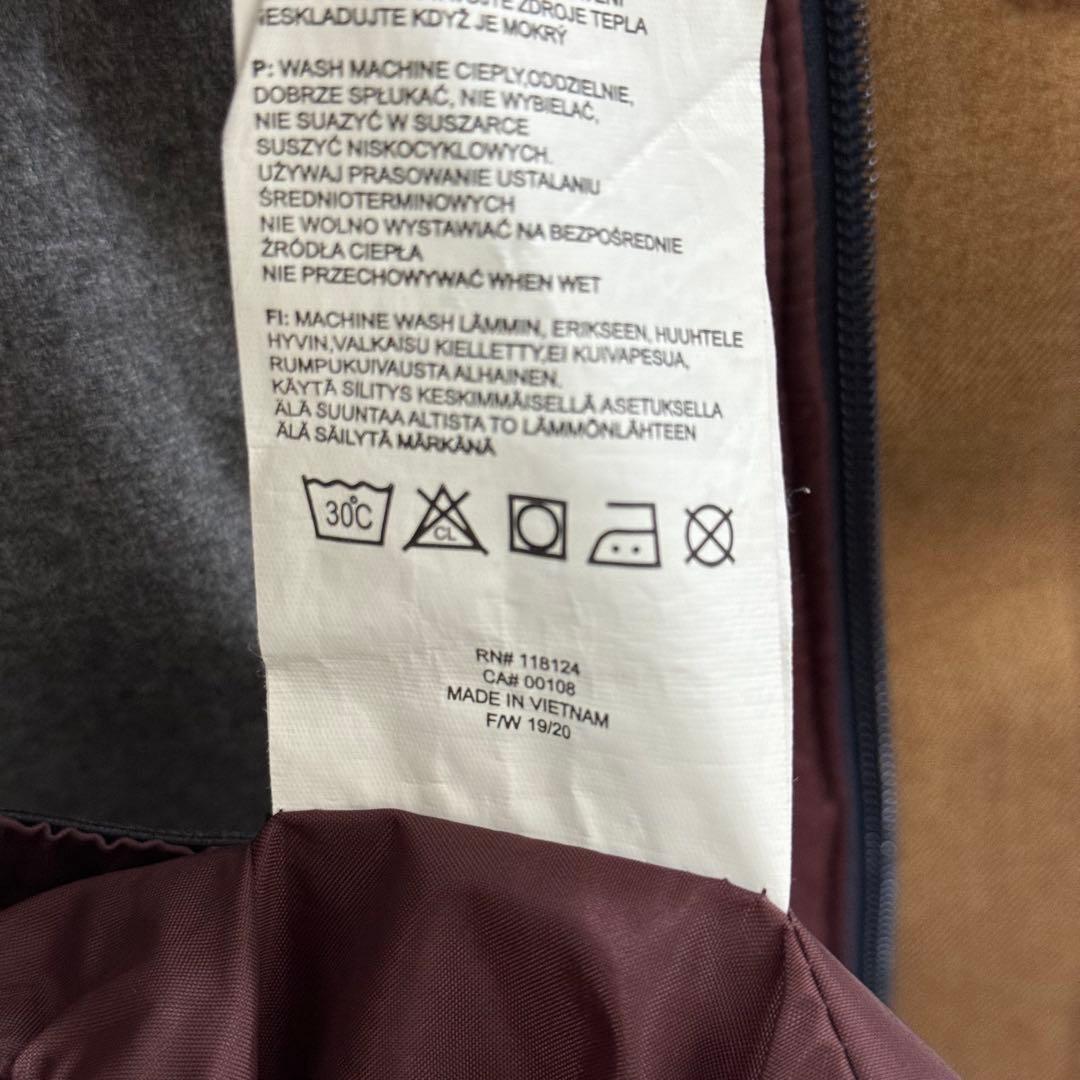 ZDROJE TEPLA
NESKLADUJTE KDYŽ JE MOKRÝ
P: WASH MACHINE CIEPLY,ODDZIELNIE,
DOBRZE SPŁUKAĆ, NIE WYBIELAĆ,
NIE SUAZYĆ W SUSZARCE
SUSZYĆ NISKOCYKLOWYCH.
UŻYWAJ PRASOWANIE USTALANIU
ŚREDNIOTERMINOWYCH
NIE WOLNO WYSTAWIAĆ NA BEZPOŚREDNIE
ŹRÓDŁA CIEPŁA
NIE PRZECHOWYWAĆ WHEN WET
FI: MACHINE WASH LÄMMIN, ERIKSEEN, HUUHTELE
HYVIN,VALKAISU KIELLETTY,EI KUIVAPESUA,
RUMPUKUIVAUSTA ALHAINEN.
KÄYTÄ SILITYS KESKIMMÄISELLÄ ASETUKSELLA
ÄLÄ SUUNTAA ALTISTA TO LÄMMÖNLÄHTEEN
ÄLÄ SÄILYTÄ MÄRKÄNÄ
30°C CL
RN# 118124
CA# 00108
MADE IN VIETNAM
F/W 19/20